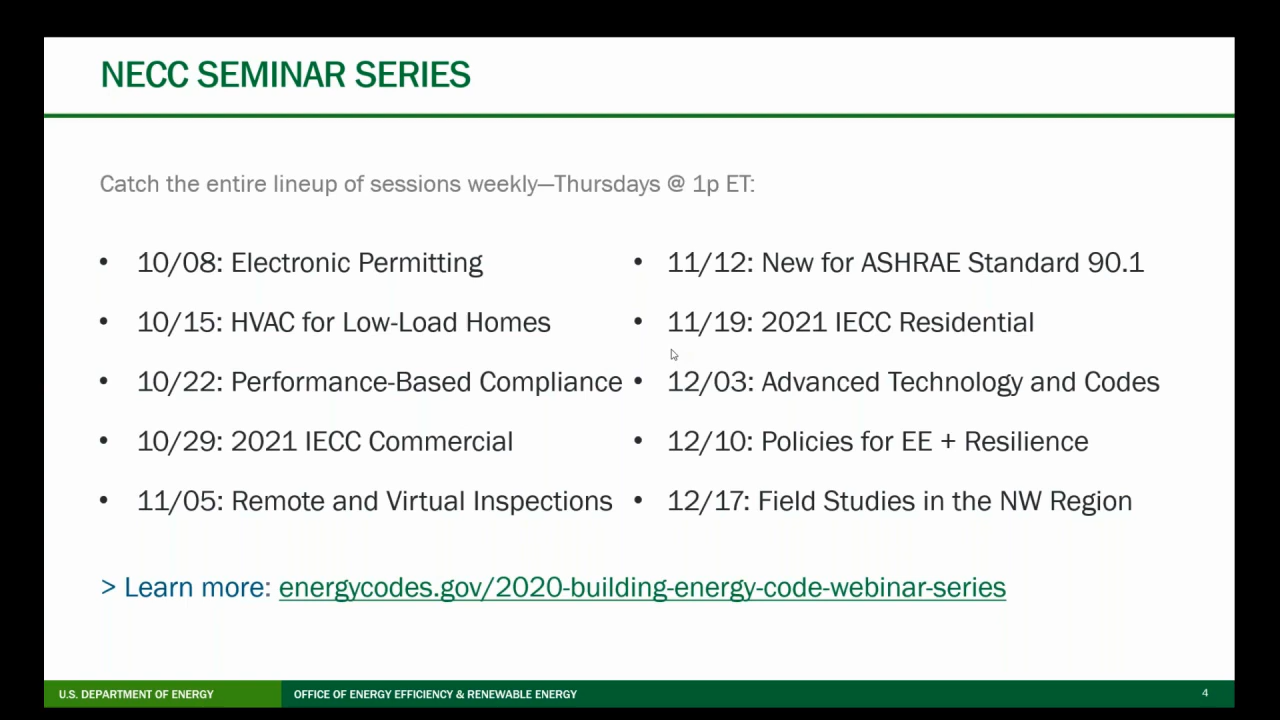 NECC SEMINAR SERIES
Catch the entire lineup of sessions weekly—Thursdays @ 1p ET:
• 10/08: Electronic Permitting
• 10/15: HVAC for Low-Load Homes
• 10/22: Performance-Based Compliance
• 10/29: 2021 IECC Commercial
• 11/05: Remote and Virtual Inspections
• 11/12: New for ASHRAE Standard 90.1
• 11/19: 2021 IECC Residential
• 12/03: Advanced Technology and Codes
• 12/10: Policies for EE + Resilience
• 12/17: Field Studies in the NW Region
> Learn more: energycodes.gov/2020-building-energy-code-webinar-series
U.S. DEPARTMENT OF ENERGY
OFFICE OF ENERGY EFFICIENCY & RENEWABLE ENERGY
4